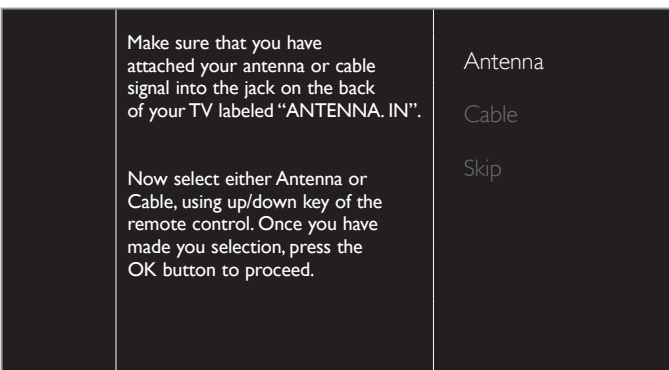 Make sure that you have
attached your antenna or cable
signal into the jack on the back
of your TV labeled “ANTENNA. IN”.
Now select either Antenna or
Cable, using up/down key of the
remote control. Once you have
made you selection, press the
OK button to proceed.
Antenna
Cable
Skip